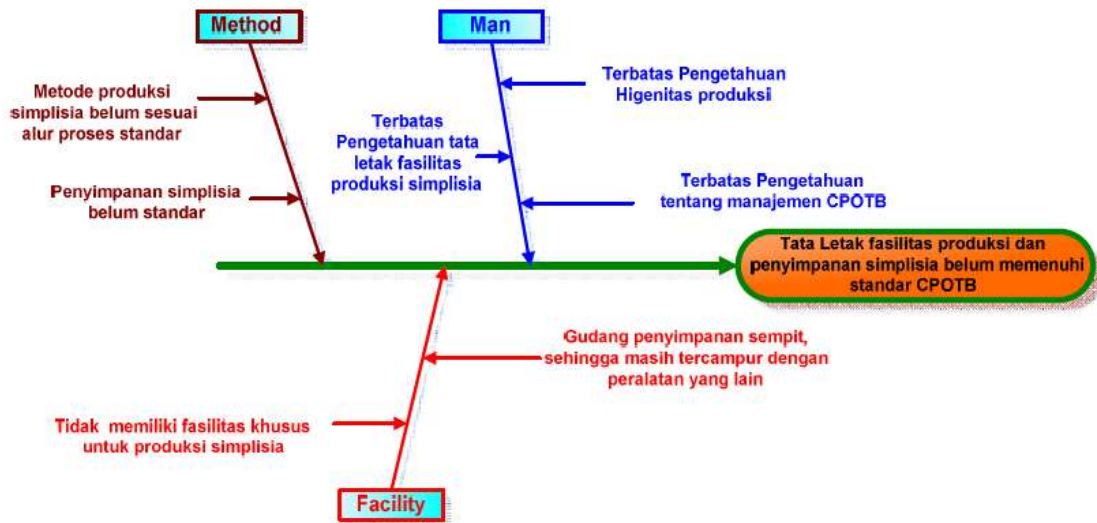 Method
Man
Metode produksi
simplisia belum sesuai
alur proses standar
Penyimpanan simplisia
belum standar
Terbatas Pengetahuan
Higenitas produksi
Terbatas
Pengetahuan tata
letak fasilitas
produksi simplisia
Terbatas Pengetahuan
tentang manajemen CPOTB
Tata Letak fasilitas produksi dan
penyimpanan simplisia belum memenuhi
standar CPOTB
Gudang penyimpanan sempit,
sehingga masih tercampur dengan
peralatan yang lain
Tidak memiliki fasilitas khusus
untuk produksi simplisia
Facility